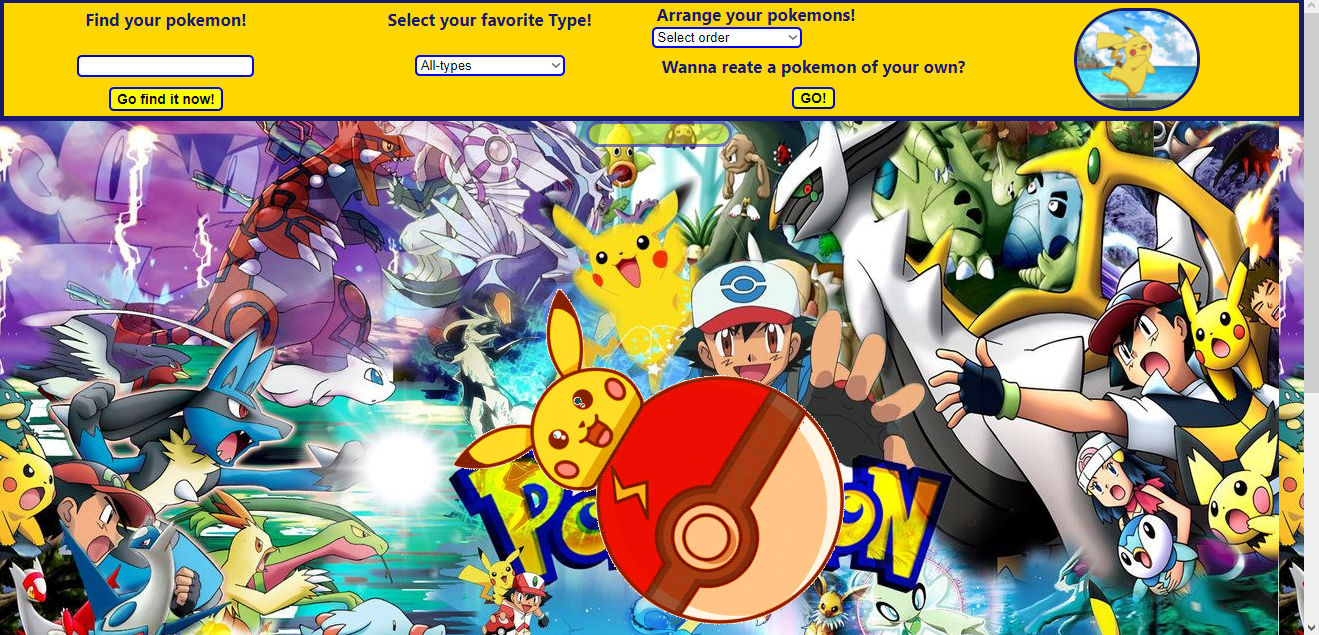 Find your pokemon!
Go find it now!
Select your favorite Type!
All-types
Arrange your pokemons!
Select order
Wanna reate a pokemon of your own?
GO!